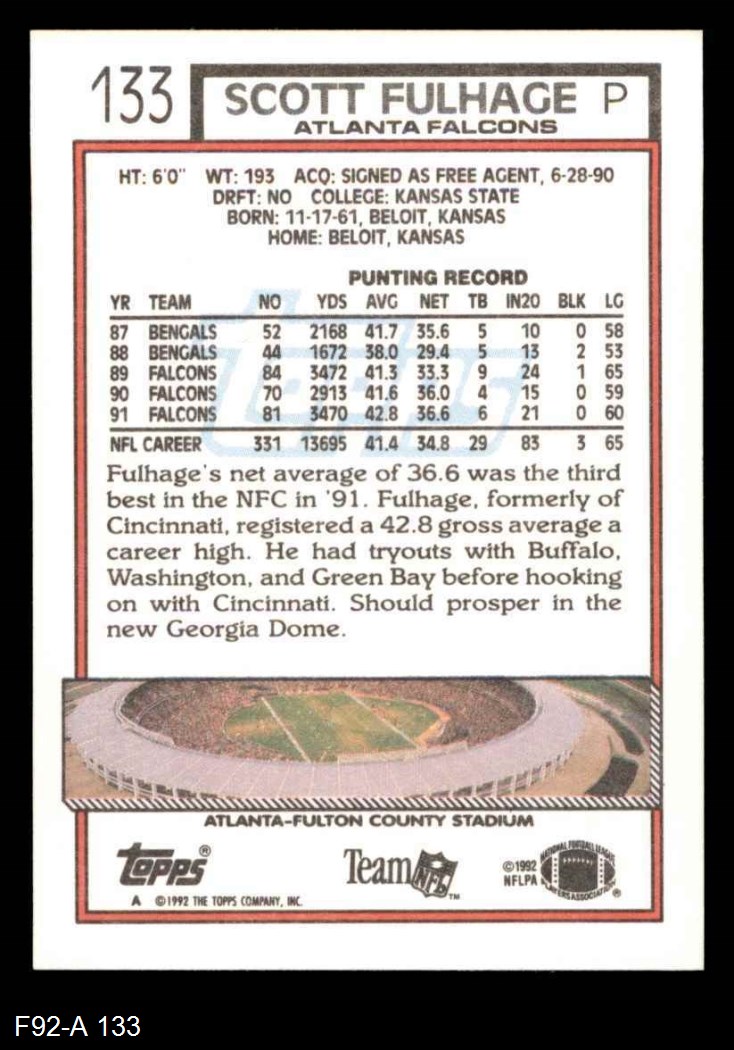 133
SCOTT FULHAGE P
ATLANTA FALCONS
HT: 6'0" WT: 193 ACQ: SIGNED AS FREE AGENT, 6-28-90
DRFT: NO COLLEGE: KANSAS STATE
BORN: 11-17-61, BELOIT, KANSAS
HOME: BELOIT, KANSAS
PUNTING RECORD
YR TEAM NO YDS AVG NET TB IN20 BLK LG
87 BENGALS 52 2168 41.7 35.6 5 10 0 58
88 BENGALS 44 1672 38.0 29.4 5 13 2 53
89 FALCONS 84 3472 41.3 33.3 9 24 1 65
90 FALCONS 70 2913 41.6 36.0 4 15 0 59
91 FALCONS 81 3470 42.8 36.6 6 21 0 60
NFL CAREER 331 13695 41.4 34.8 29 83 3 65
topps
Fulhage's net average of 36.6 was the third
best in the NFC in '91. Fulhage, formerly of
Cincinnati, registered a 42.8 gross average a
career high. He had tryouts with Buffalo,
Washington, and Green Bay before hooking
on with Cincinnati. Should prosper in the
new Georgia Dome.
ATLANTA-FULTON COUNTY STADIUM
topps®
Team NFL™
©1992
NFLPA
NATIONAL FOOTBALL LEAGUE
PLAYERS ASSOCIATION ®
A ©1992 THE TOPPS COMPANY, INC.
F92-A 133